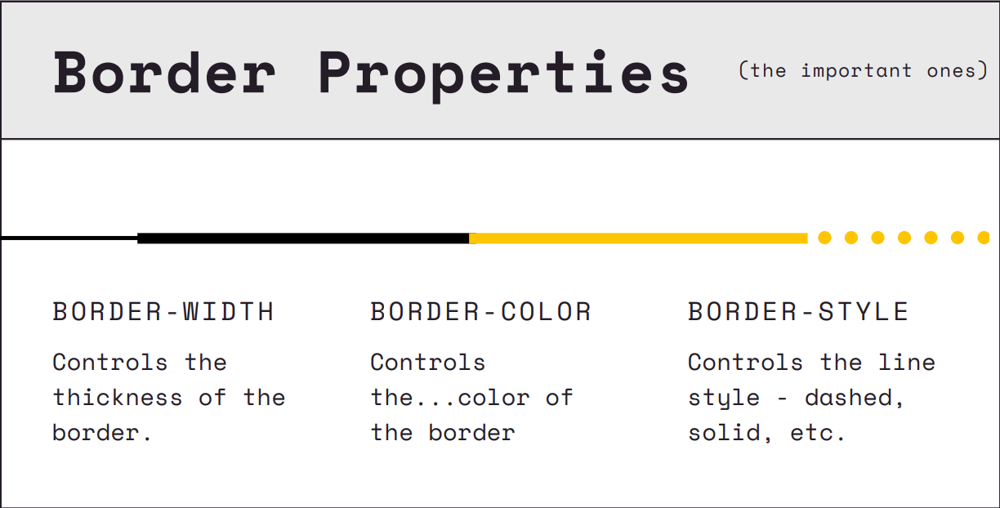 Border Properties (the important ones)
BORDER-WIDTH
Controls the
thickness of the
border.
BORDER-COLOR
Controls
the...color of
the border
BORDER-STYLE
Controls the line
style - dashed,
solid, etc.